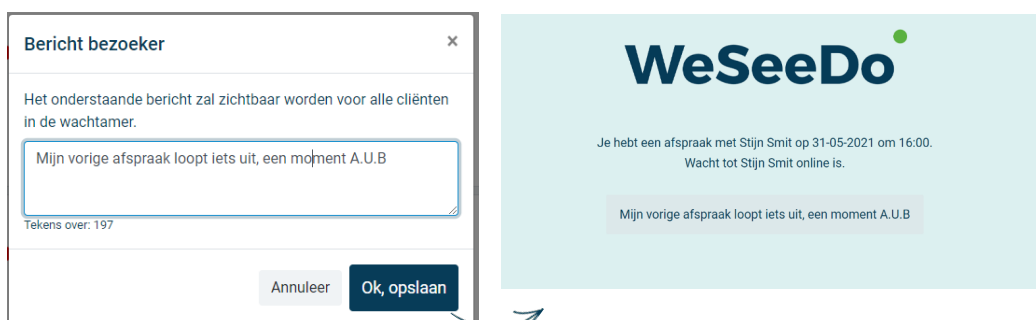 Bericht bezoeker
×
Het onderstaande bericht zal zichtbaar worden voor alle cliënten
in de wachtamer.
Mijn vorige afspraak loopt iets uit, een moment A.U.B
Tekens over: 197
Annuleer
Ok, opslaan
WeSeeDo
Je hebt een afspraak met Stijn Smit op 31-05-2021 om 16:00.
Wacht tot Stijn Smit online is.
Mijn vorige afspraak loopt iets uit, een moment A.U.B